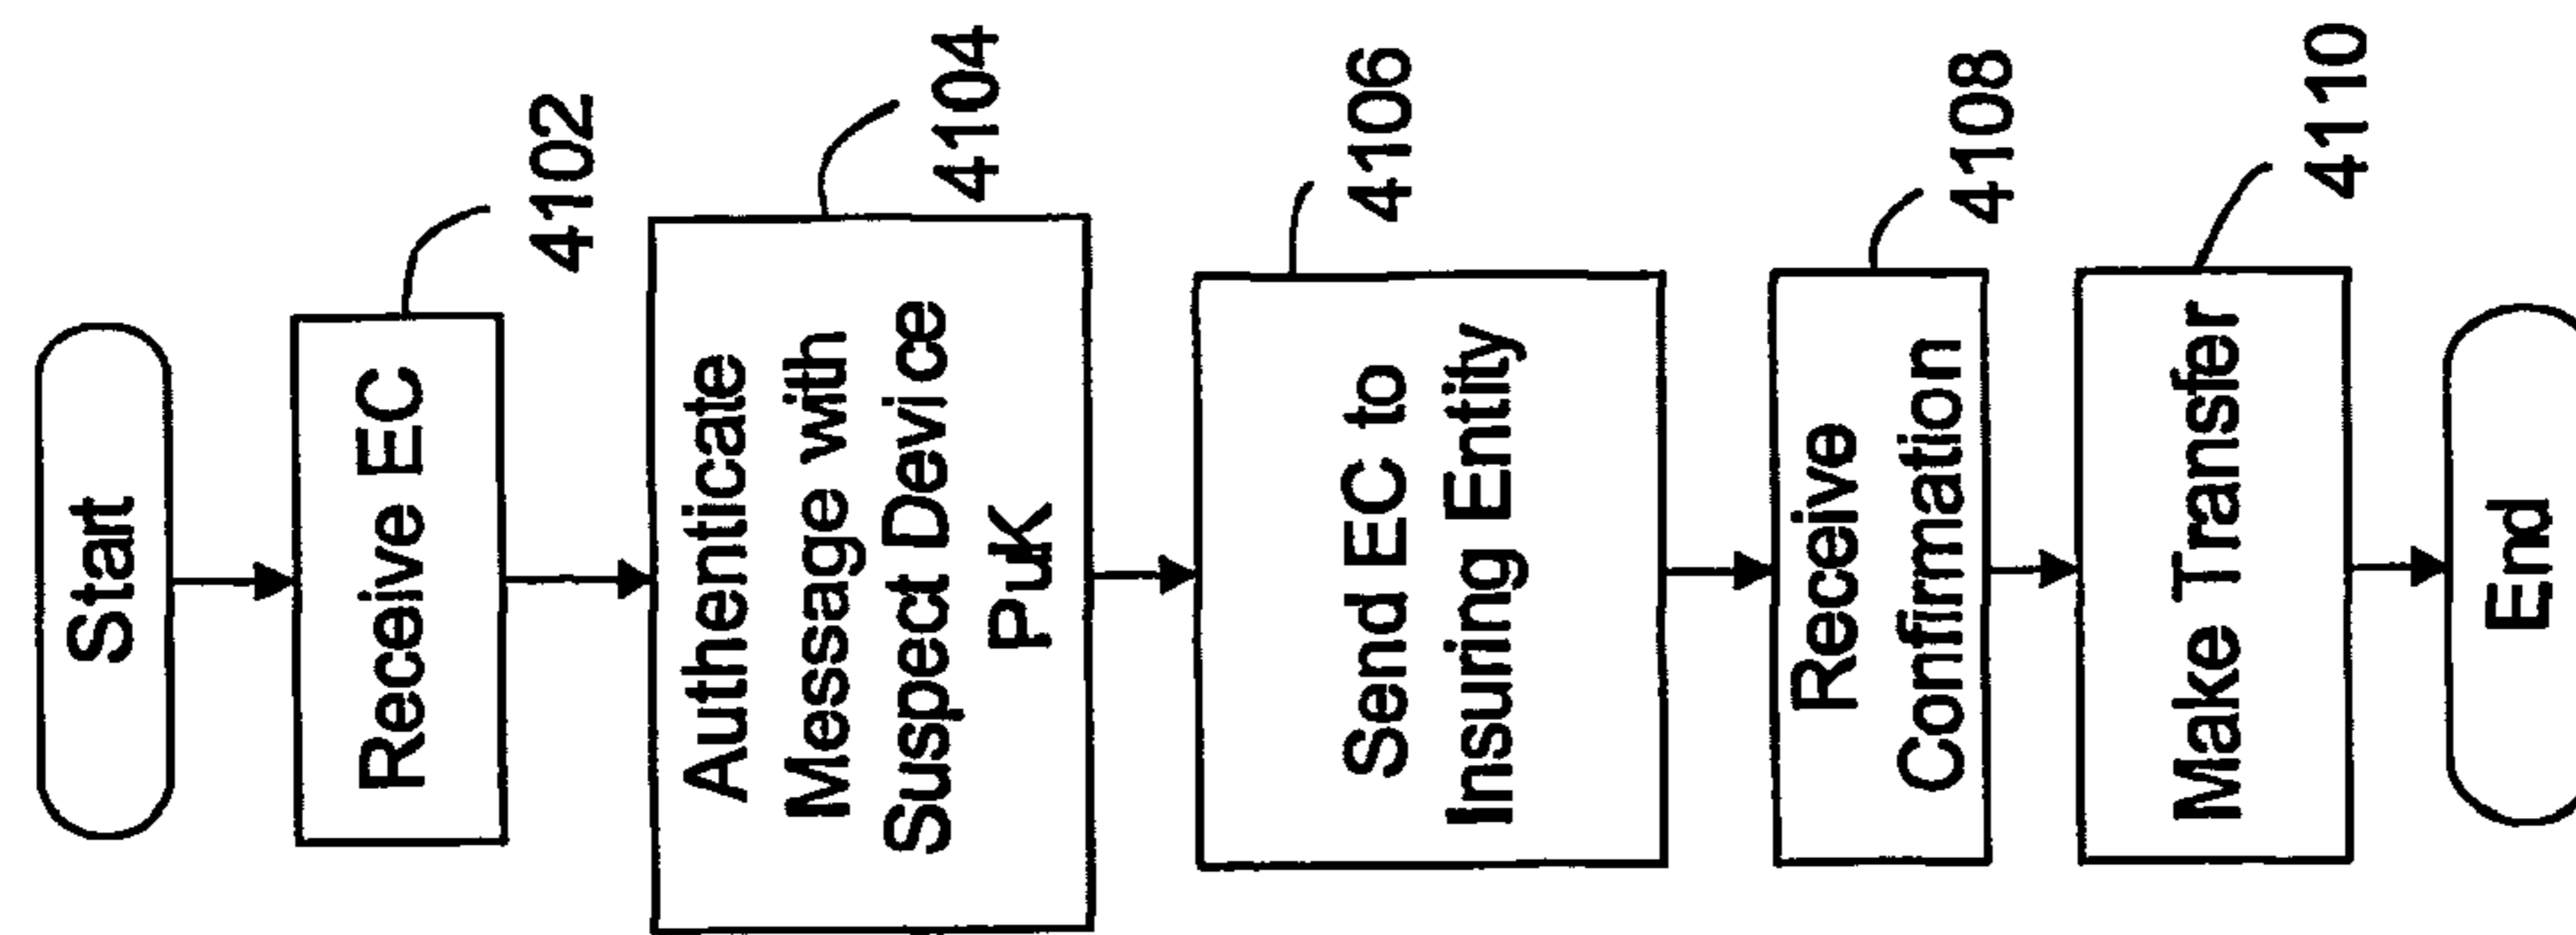 Start
Receive EC
4102
Authenticate
Message with
Suspect Device
PuK
4104
Send EC to
Insuring Entity
4106
Receive
Confirmation
4108
Make Transfer
4110
End